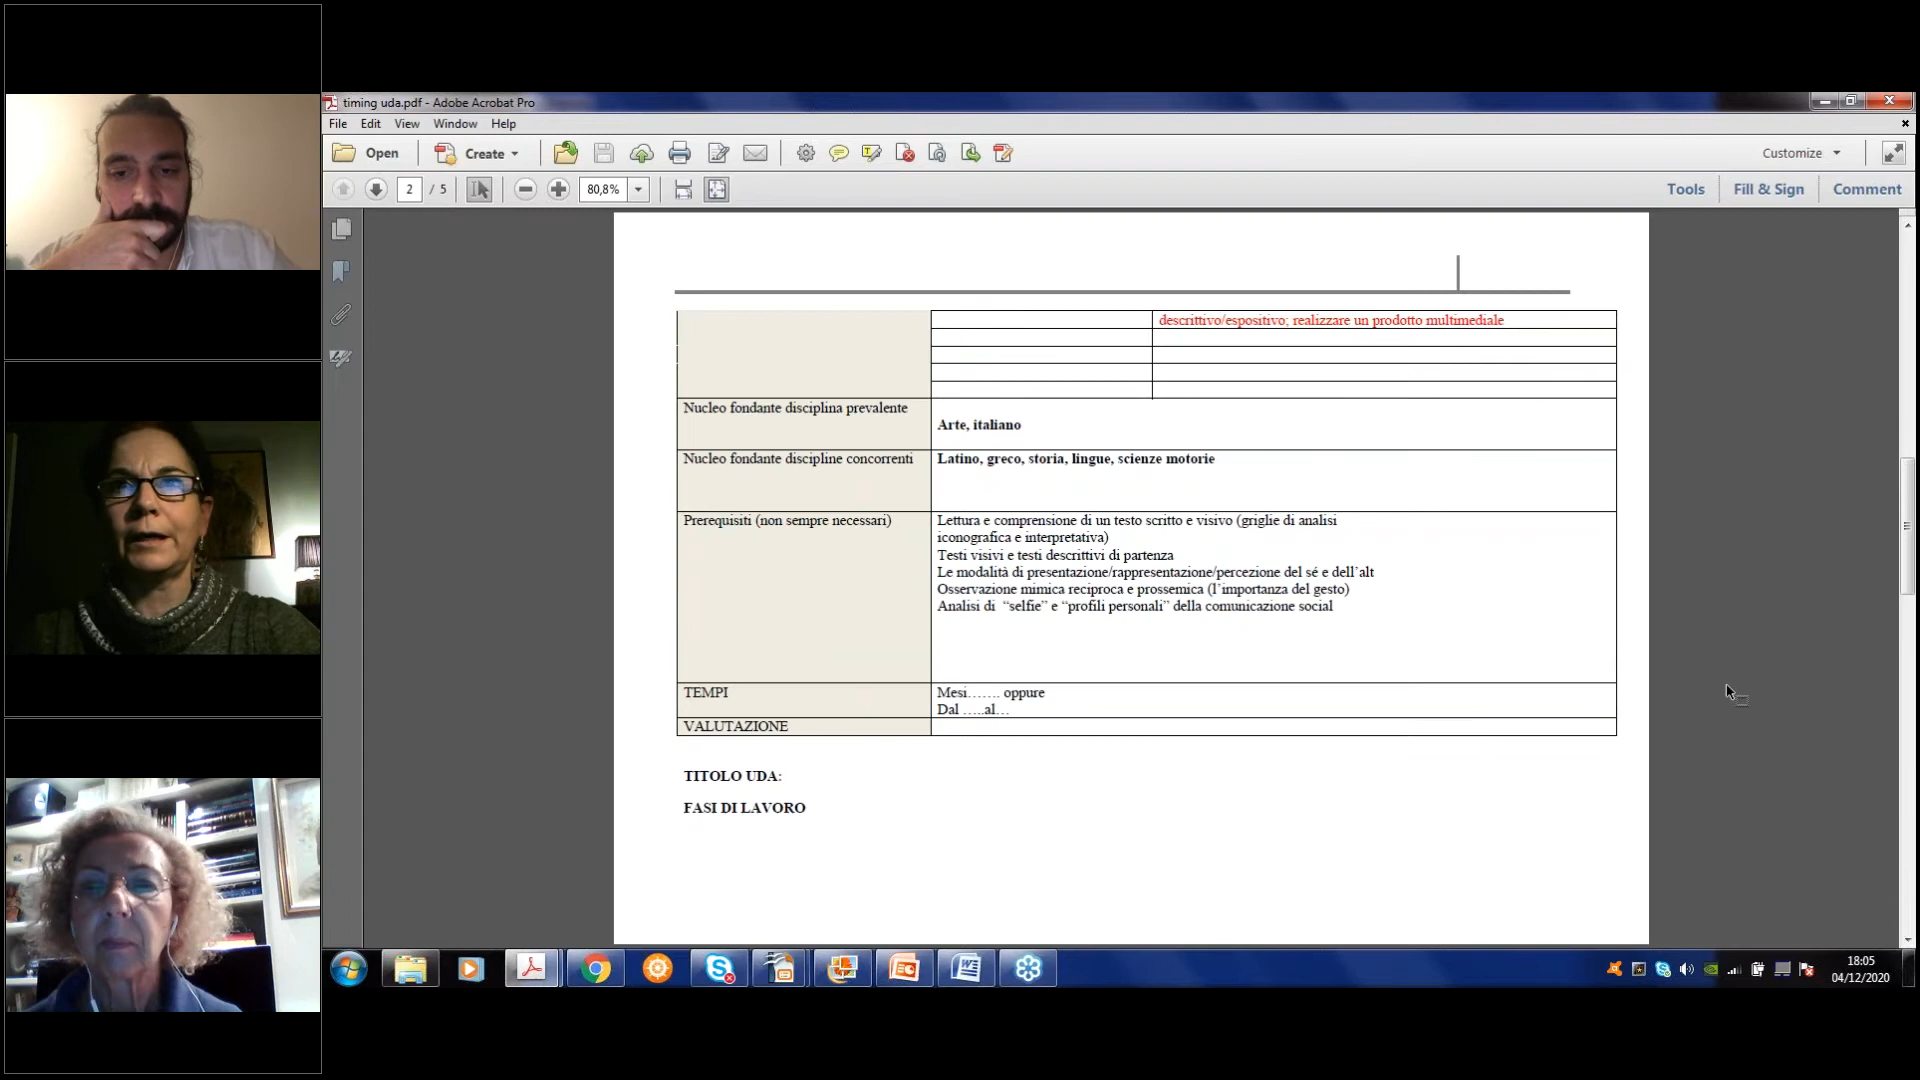 timing uda.pdf - Adobe Acrobat Pro
File Edit View Window Help
Open Create Customize
2 / 5 80,8% Tools Fill & Sign Comment
descrittivo/espositivo; realizzare un prodotto multimediale
Nucleo fondante disciplina prevalente
Arte, italiano
Nucleo fondante discipline concorrenti
Latino, greco, storia, lingue, scienze motorie
Prerequisiti (non sempre necessari)
Lettura e comprensione di un testo scritto e visivo (griglie di analisi
iconografica e interpretativa)
Testi visivi e testi descrittivi di partenza
Le modalità di presentazione/rappresentazione/percezione del sé e dell’alt
Osservazione mimica reciproca e prossemica (l’importanza del gesto)
Analisi di “selfie” e “profili personali” della comunicazione social
TEMPI
Mesi……. oppure
Dal …..al…
VALUTAZIONE
TITOLO UDA:
FASI DI LAVORO
18:05
04/12/2020